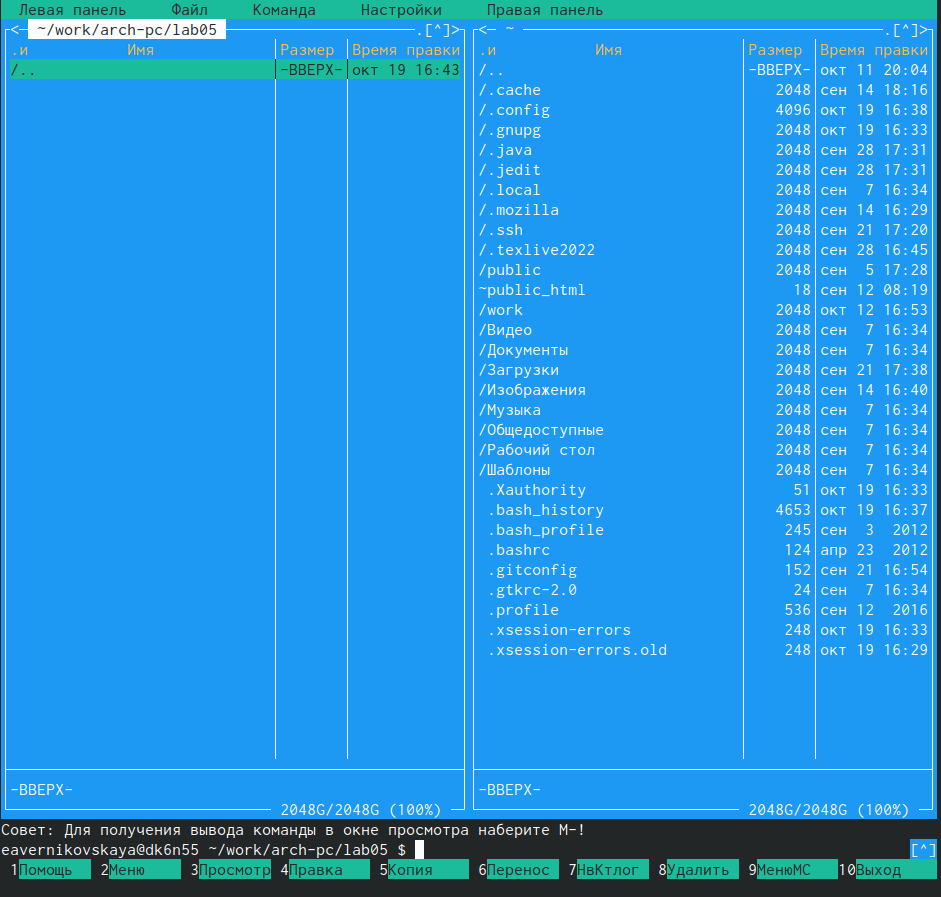 Левая панель Файл Команда Настройки Правая панель
<─ ~/work/arch-pc/lab05 ─.[^]>
.и Имя Размер Время правки
/.. -ВВЕРХ- окт 19 16:43
-ВВЕРХ-
2048G/2048G (100%)
<─ ~ ─.[^]>
.и Имя Размер Время правки
/.. -ВВЕРХ- окт 11 20:04
/.cache 2048 сен 14 18:16
/.config 4096 окт 19 16:38
/.gnupg 2048 окт 19 16:33
/.java 2048 сен 28 17:31
/.jedit 2048 сен 28 17:31
/.local 2048 сен 7 16:34
/.mozilla 2048 сен 14 16:29
/.ssh 2048 сен 21 17:20
/.texlive2022 2048 сен 28 16:45
/public 2048 сен 5 17:28
~public_html 18 сен 12 08:19
/work 2048 окт 12 16:53
/Видео 2048 сен 7 16:34
/Документы 2048 сен 7 16:34
/Загрузки 2048 сен 21 17:38
/Изображения 2048 сен 14 16:40
/Музыка 2048 сен 7 16:34
/Общедоступные 2048 сен 7 16:34
/Рабочий стол 2048 сен 7 16:34
/Шаблоны 2048 сен 7 16:34
.Xauthority 51 окт 19 16:33
.bash_history 4653 окт 19 16:37
.bash_profile 245 сен 3 2012
.bashrc 124 апр 23 2012
.gitconfig 152 сен 21 16:54
.gtkrc-2.0 24 сен 7 16:34
.profile 536 сен 12 2016
.xsession-errors 248 окт 19 16:33
.xsession-errors.old 248 окт 19 16:29
-ВВЕРХ-
2048G/2048G (100%)
Совет: Для получения вывода команды в окне просмотра наберите M-!
eavernikovskaya@dk6n55 ~/work/arch-pc/lab05 $ [^]
1Помощь 2Меню 3Просмотр 4Правка 5Копия 6Перенос 7НвКтлог 8Удалить 9МенюMC 10Выход